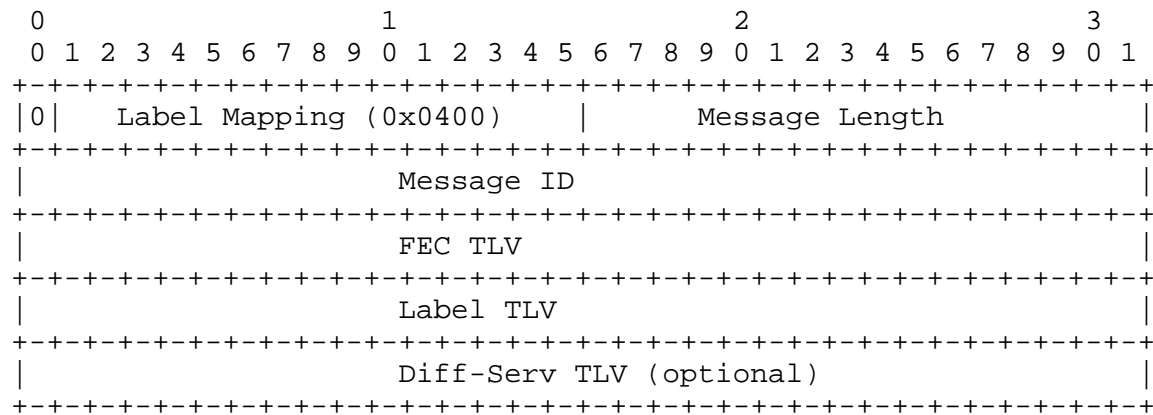 0                   1                   2                   3
 0 1 2 3 4 5 6 7 8 9 0 1 2 3 4 5 6 7 8 9 0 1 2 3 4 5 6 7 8 9 0 1
+-+-+-+-+-+-+-+-+-+-+-+-+-+-+-+-+-+-+-+-+-+-+-+-+-+-+-+-+-+-+-+-+
|0|   Label Mapping (0x0400)    |      Message Length           |
+-+-+-+-+-+-+-+-+-+-+-+-+-+-+-+-+-+-+-+-+-+-+-+-+-+-+-+-+-+-+-+-+
|                     Message ID                                |
+-+-+-+-+-+-+-+-+-+-+-+-+-+-+-+-+-+-+-+-+-+-+-+-+-+-+-+-+-+-+-+-+
|                     FEC TLV                                   |
+-+-+-+-+-+-+-+-+-+-+-+-+-+-+-+-+-+-+-+-+-+-+-+-+-+-+-+-+-+-+-+-+
|                     Label TLV                                 |
+-+-+-+-+-+-+-+-+-+-+-+-+-+-+-+-+-+-+-+-+-+-+-+-+-+-+-+-+-+-+-+-+
|                     Diff-Serv TLV (optional)                  |
+-+-+-+-+-+-+-+-+-+-+-+-+-+-+-+-+-+-+-+-+-+-+-+-+-+-+-+-+-+-+-+-+